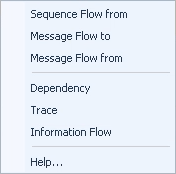 Sequence Flow from
Message Flow to
Message Flow from
Dependency
Trace
Information Flow
Help...